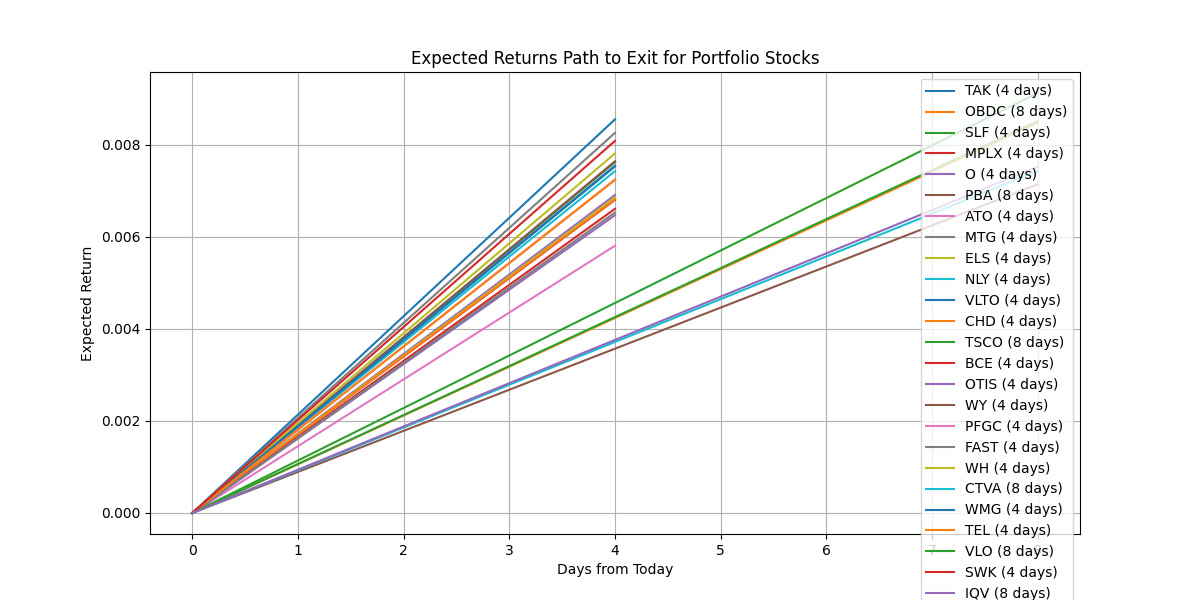 Expected Returns Path to Exit for Portfolio Stocks
Expected Return
0.008
0.006
0.004
0.002
0.000
0 1 2 3 4 5 6 7
Days from Today
TAK (4 days)
OBDC (8 days)
SLF (4 days)
MPLX (4 days)
O (4 days)
PBA (8 days)
ATO (4 days)
MTG (4 days)
ELS (4 days)
NLY (4 days)
VLTO (4 days)
CHD (4 days)
TSCO (8 days)
BCE (4 days)
OTIS (4 days)
WY (4 days)
PFGC (4 days)
FAST (4 days)
WH (4 days)
CTVA (8 days)
WMG (4 days)
TEL (4 days)
VLO (8 days)
SWK (4 days)
IQV (8 days)